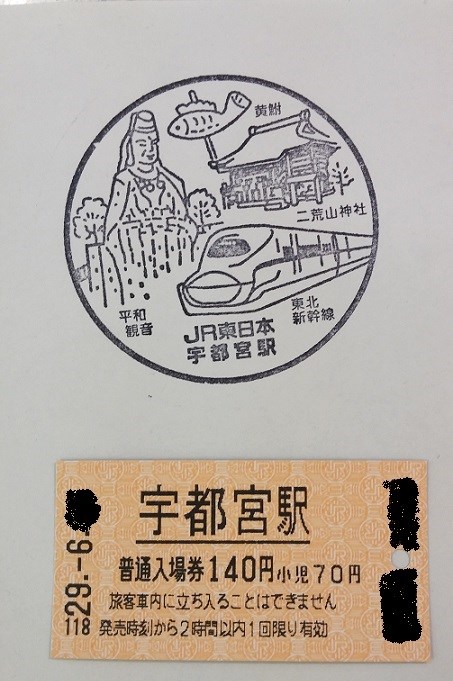 黄鮒
二荒山神社
平和
観音
東北
新幹線
JR東日本
宇都宮駅
宇都宮駅
普通入場券140円小児70円
旅客車内に立ち入ることはできません
発売時刻から2時間以内1回限り有効
29.-6.
118